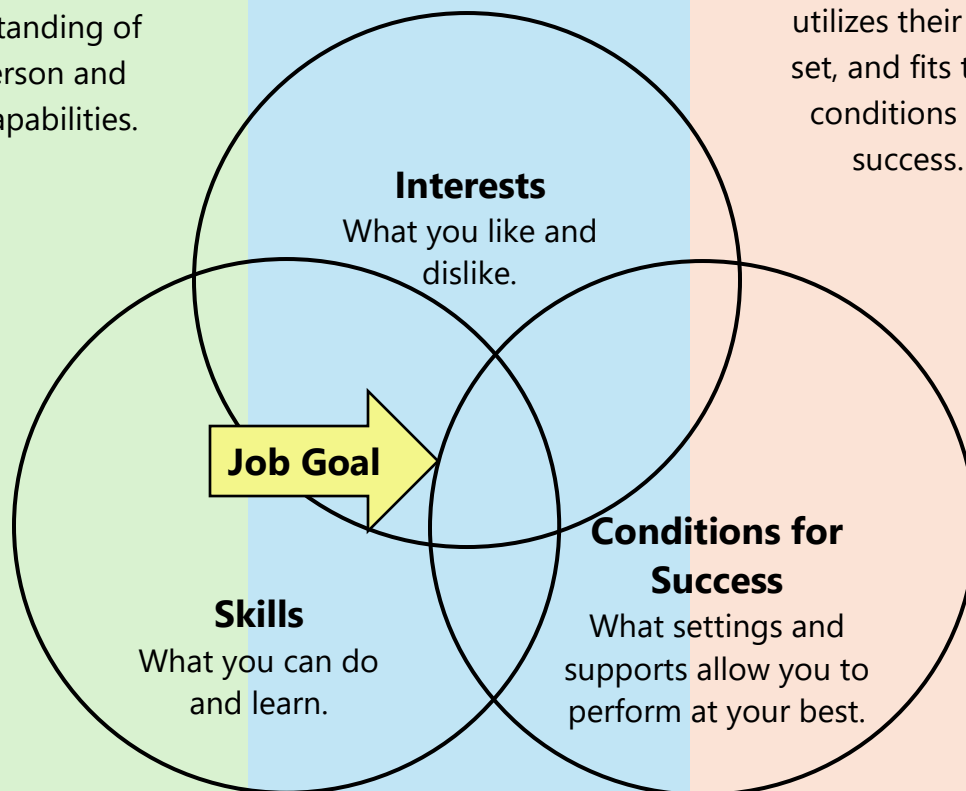 tanding of
erson and
apabilities.
utilizes their
set, and fits t
conditions
success.
Interests
What you like and
dislike.
Job Goal
Conditions for
Success
What settings and
supports allow you to
perform at your best.
Skills
What you can do
and learn.